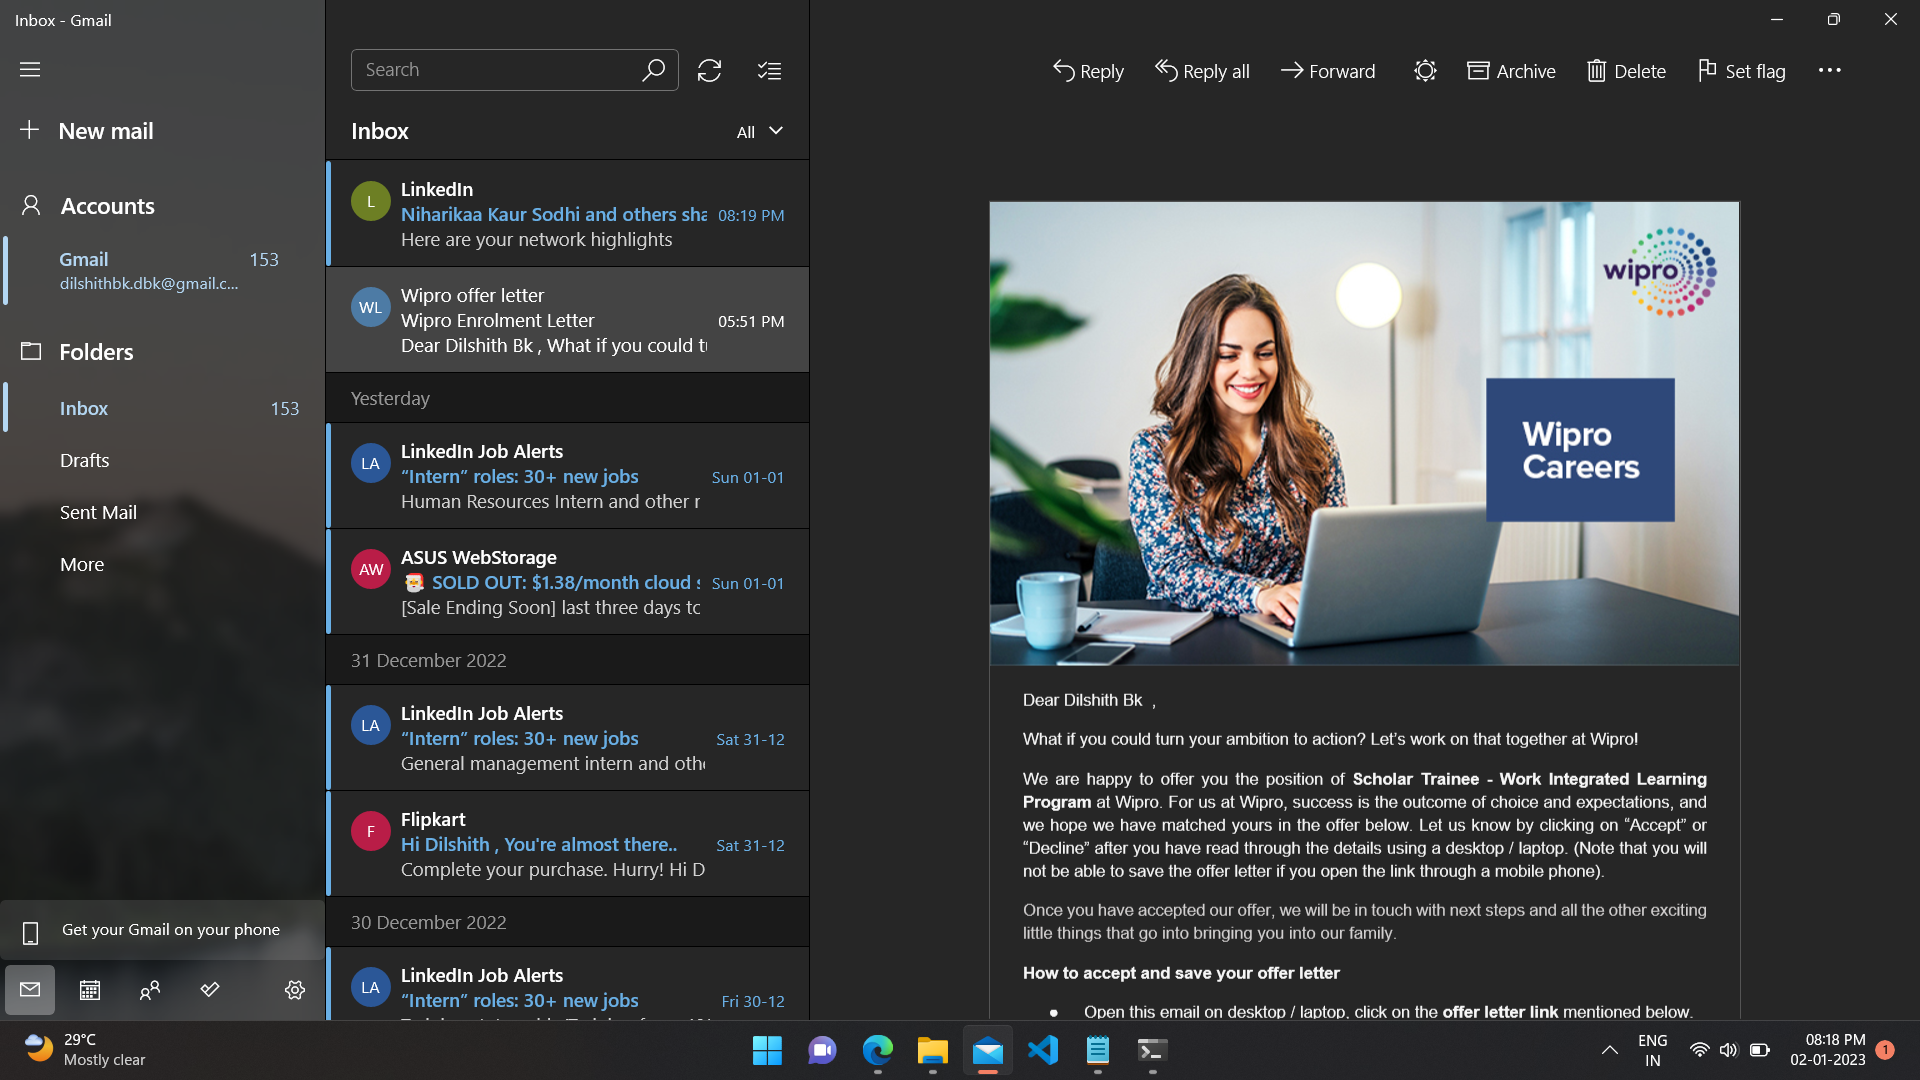 Inbox - Gmail
New mail
Accounts
Gmail 153
dilshithbk.dbk@gmail.c...
Folders
Inbox 153
Drafts
Sent Mail
More
Get your Gmail on your phone
Search
Inbox
All
L
LinkedIn
Niharikaa Kaur Sodhi and others sha 08:19 PM
Here are your network highlights
WL
Wipro offer letter
Wipro Enrolment Letter 05:51 PM
Dear Dilshith Bk , What if you could tu
Yesterday
LA
LinkedIn Job Alerts
“Intern” roles: 30+ new jobs Sun 01-01
Human Resources Intern and other r
AW
ASUS WebStorage
SOLD OUT: $1.38/month cloud s Sun 01-01
[Sale Ending Soon] last three days to
31 December 2022
LA
LinkedIn Job Alerts
“Intern” roles: 30+ new jobs Sat 31-12
General management intern and othe
F
Flipkart
Hi Dilshith , You're almost there.. Sat 31-12
Complete your purchase. Hurry! Hi D
30 December 2022
LA
LinkedIn Job Alerts
“Intern” roles: 30+ new jobs Fri 30-12
Reply Reply all Forward Archive Delete Set flag
wipro
Wipro
Careers
Dear Dilshith Bk ,
What if you could turn your ambition to action? Let’s work on that together at Wipro!
We are happy to offer you the position of Scholar Trainee - Work Integrated Learning
Program at Wipro. For us at Wipro, success is the outcome of choice and expectations, and
we hope we have matched yours in the offer below. Let us know by clicking on “Accept” or
“Decline” after you have read through the details using a desktop / laptop. (Note that you will
not be able to save the offer letter if you open the link through a mobile phone).
Once you have accepted our offer, we will be in touch with next steps and all the other exciting
little things that go into bringing you into our family.
How to accept and save your offer letter
● Open this email on desktop / laptop, click on the offer letter link mentioned below.
29°C
Mostly clear
ENG
IN
08:18 PM
02-01-2023
1